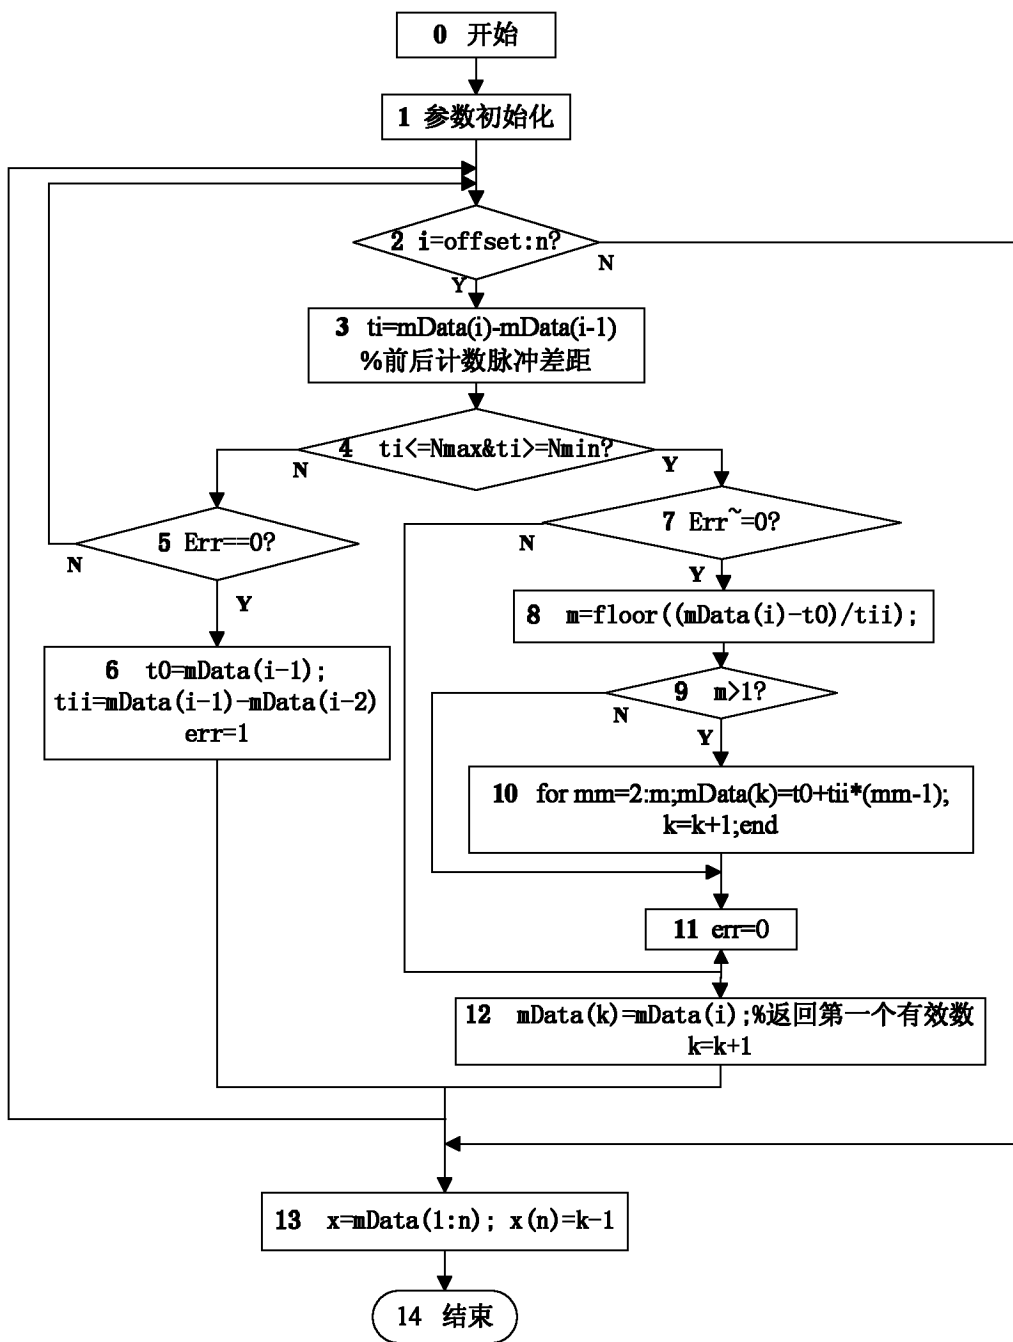 0 开始
1 参数初始化
2 i=offset:n?
N
Y
3 ti=mData(i)-mData(i-1)
%前后计数脉冲差距
4 ti<=Nmax&ti>=Nmin?
N
Y
5 Err==0?
N
Y
7 Err~=0?
N
Y
6 t0=mData(i-1);
tii=mData(i-1)-mData(i-2)
err=1
8 m=floor((mData(i)-t0)/tii);
9 m>1?
N
Y
10 for mm=2:m;mData(k)=t0+tii*(mm-1);
k=k+1;end
11 err=0
12 mData(k)=mData(i);%返回第一个有效数
k=k+1
13 x=mData(1:n); x(n)=k-1
14 结束